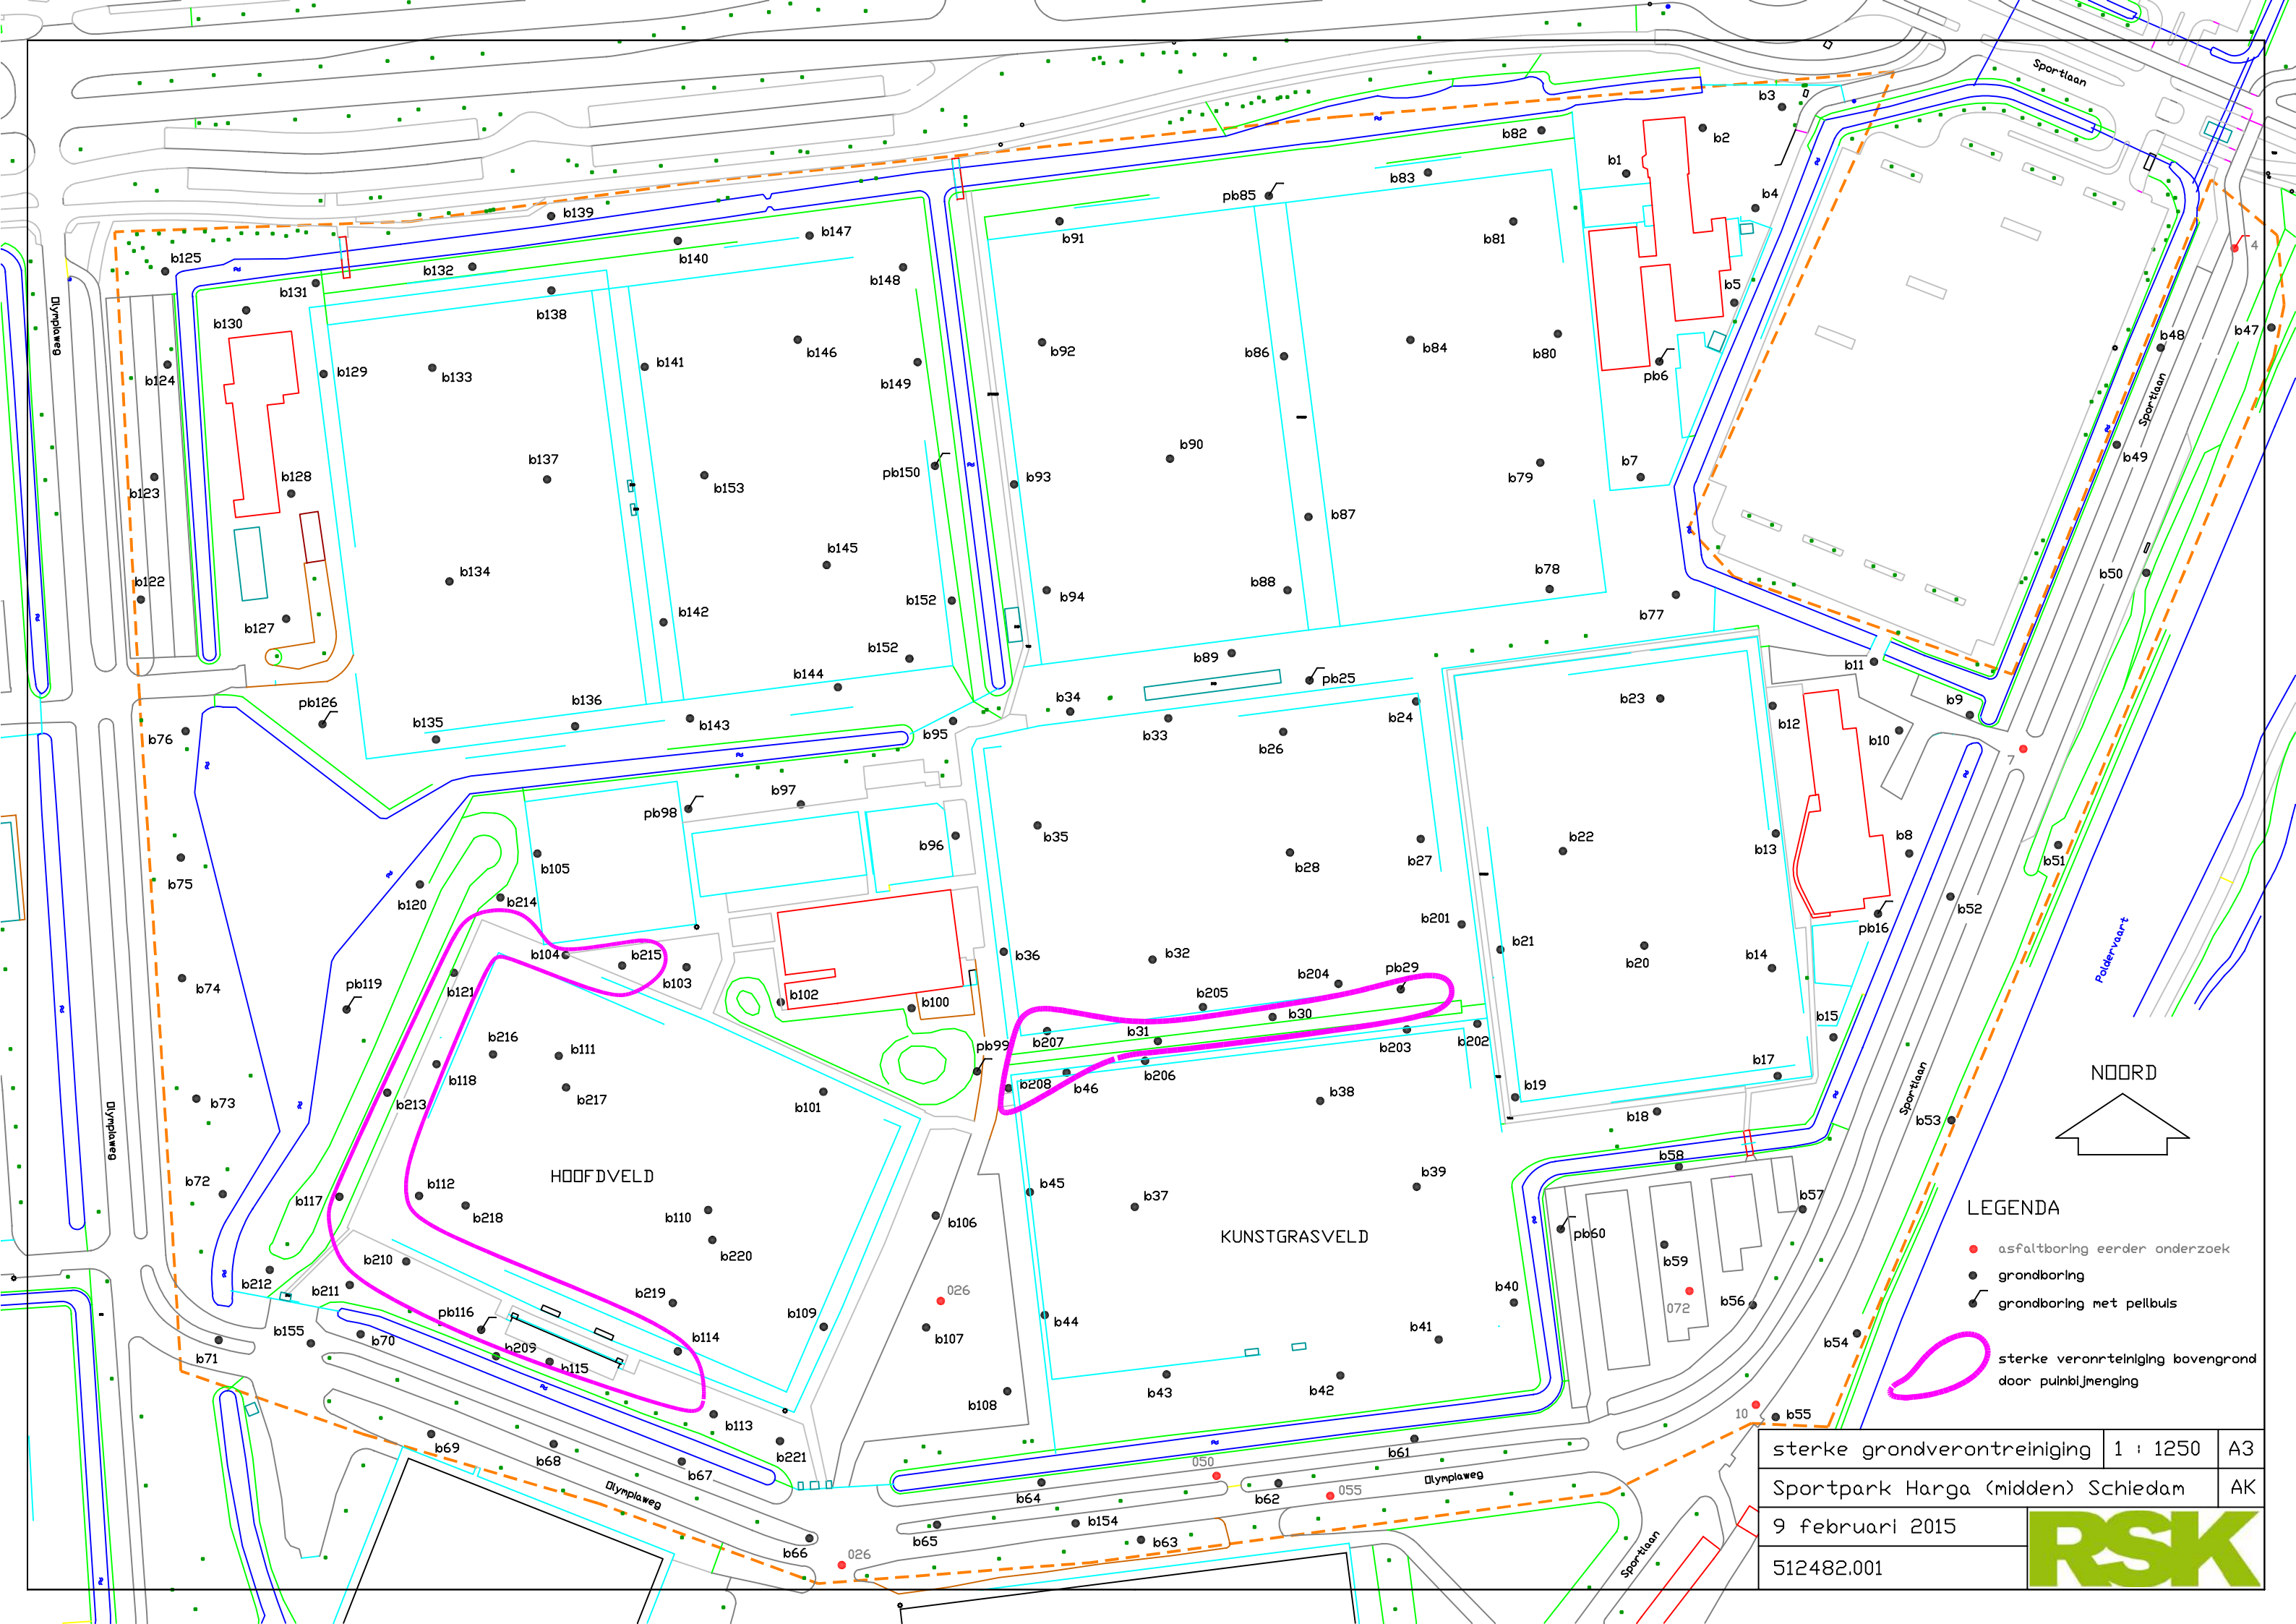 Sportlaan
b3
b2
b82
b1
b83
pb85
b4
b139
b91
b81
b147
b125
b132
b140
b148
b131
b5
b130
b138
b47
b48
b124
b129
b133
b141
b146
b149
b92
b86
b84
b80
pb6
Olympiaweg
Sportlaan
b90
b137
b128
b153
pb150
b93
b79
b7
b49
b123
b87
b145
b50
b122
b134
b88
b78
b127
b142
b152
b94
b77
b152
b89
b11
pb126
b144
pb25
b34
b23
b9
b136
b135
b143
b24
b12
b76
b95
b33
b26
b10
7
4
b97
pb98
b105
b96
b35
b28
b27
b22
b13
b8
b51
b75
b120
b214
b201
b52
pb16
b104
b215
b103
b36
b32
b204
pb29
b21
b20
b14
Poldervaart
b74
pb119
b121
b102
b100
b205
b30
b15
b216
b111
b31
b207
pb99
b203
b202
b118
b206
b17
NOORD
b73
b213
b217
b101
b208
b46
b38
b19
b18
Sportlaan
b53
Olympiaweg
b72
b117
b112
HOOFDVELD
b58
b39
b57
b218
b110
b106
b45
b37
LEGENDA
b220
KUNSTGRASVELD
pb60
asfaltboring eerder onderzoek
b210
b59
b212
b211
grondboring
b219
026
b40
072
b56
grondboring met peilbuis
pb116
b109
b107
b44
b41
b54
b155
b70
b114
b71
b209
b115
sterke veronrteiniging bovengrond
door puinbijmenging
b43
b42
b108
b113
10
b55
b69
b68
b221
b61
sterke grondverontreiniging
1 : 1250
A3
b67
050
Olympiaweg
Olympiaweg
b64
b62
055
Sportpark Harga (midden) Schiedam
AK
b154
b65
b63
9 februari 2015
b66
026
Sportlaan
512482.001
RSK